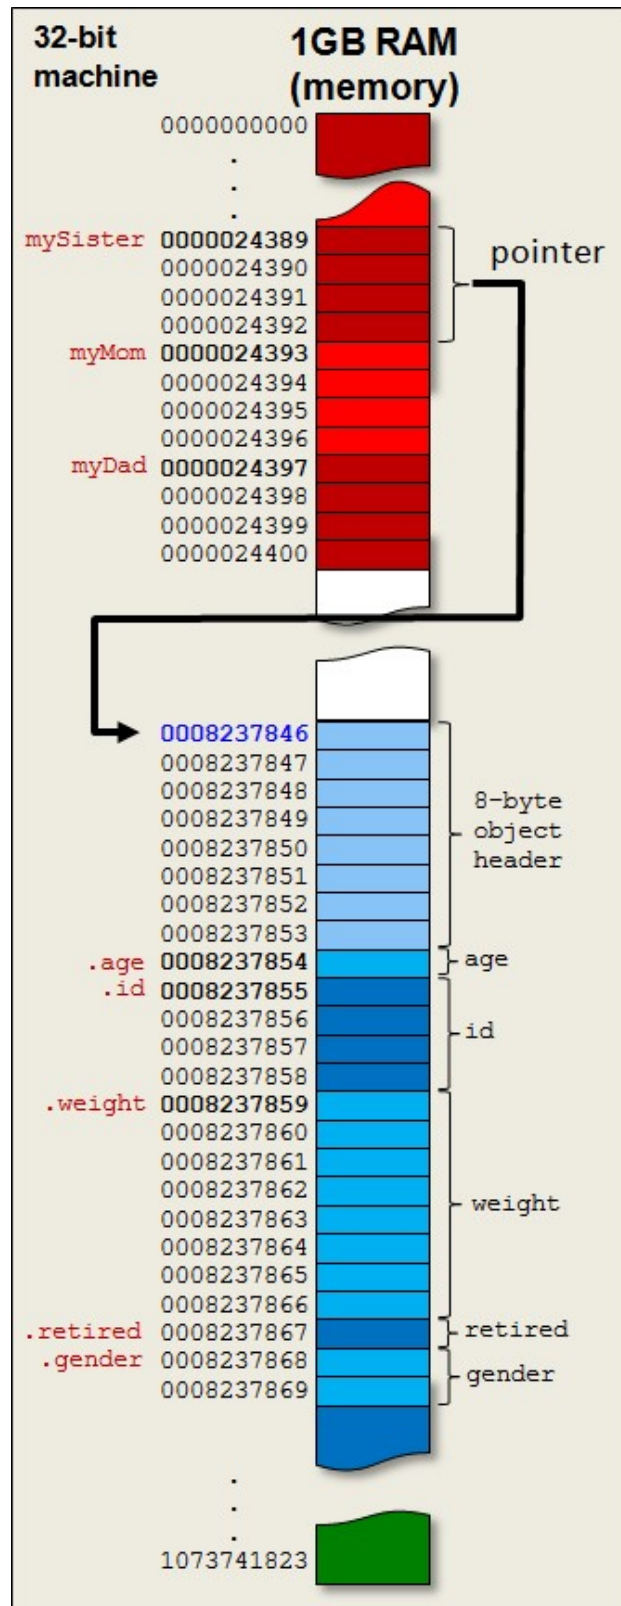 32-bit
machine
1GB RAM
(memory)
0000000000
.
.
.
mySister 0000024389
pointer
0000024390
0000024391
0000024392
myMom 0000024393
0000024394
0000024395
0000024396
myDad 0000024397
0000024398
0000024399
0000024400
0008237846
0008237847
0008237848
0008237849
0008237850
0008237851
0008237852
0008237853
8-byte
object
header
.age 0008237854 age
.id 0008237855
0008237856
0008237857
0008237858
id
.weight 0008237859
0008237860
0008237861
0008237862
0008237863
0008237864
0008237865
0008237866
weight
.retired 0008237867 retired
.gender 0008237868
0008237869
gender
.
.
.
1073741823